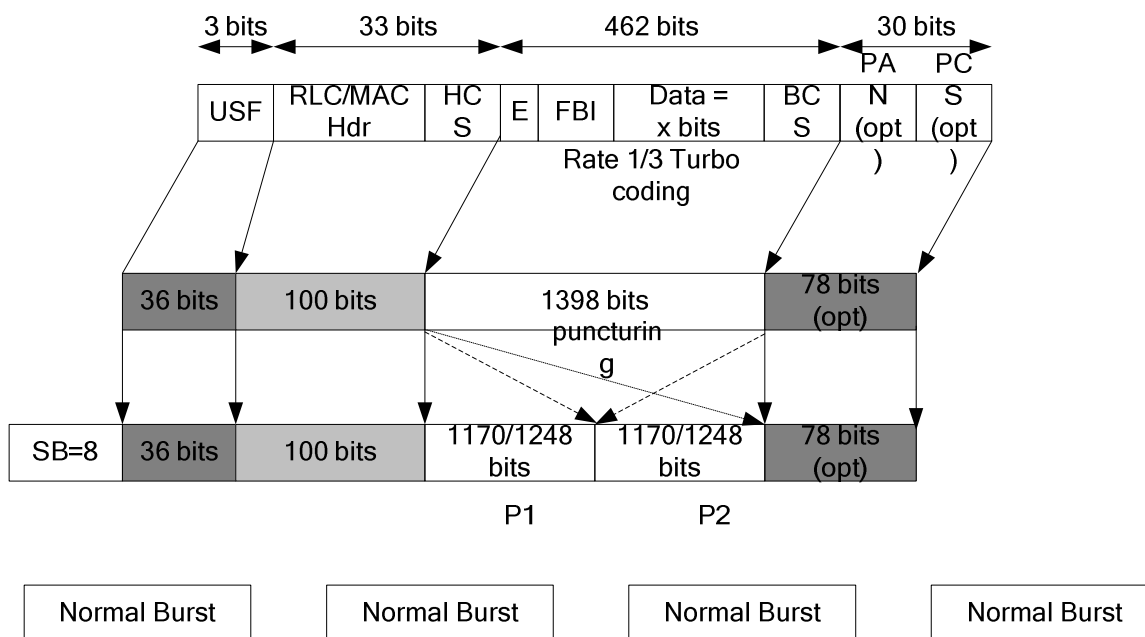 3 bits
33 bits
462 bits
30 bits
USF
RLC/MAC
Hdr
HC
S
E
FBI
Data =
x bits
BC
S
PA
N
(opt
)
PC
S
(opt
)
Rate 1/3 Turbo
coding
36 bits
100 bits
1398 bits
78 bits
(opt)
puncturin
g
SB=8
36 bits
100 bits
1170/1248
bits
1170/1248
bits
78 bits
(opt)
P1
P2
Normal Burst
Normal Burst
Normal Burst
Normal Burst